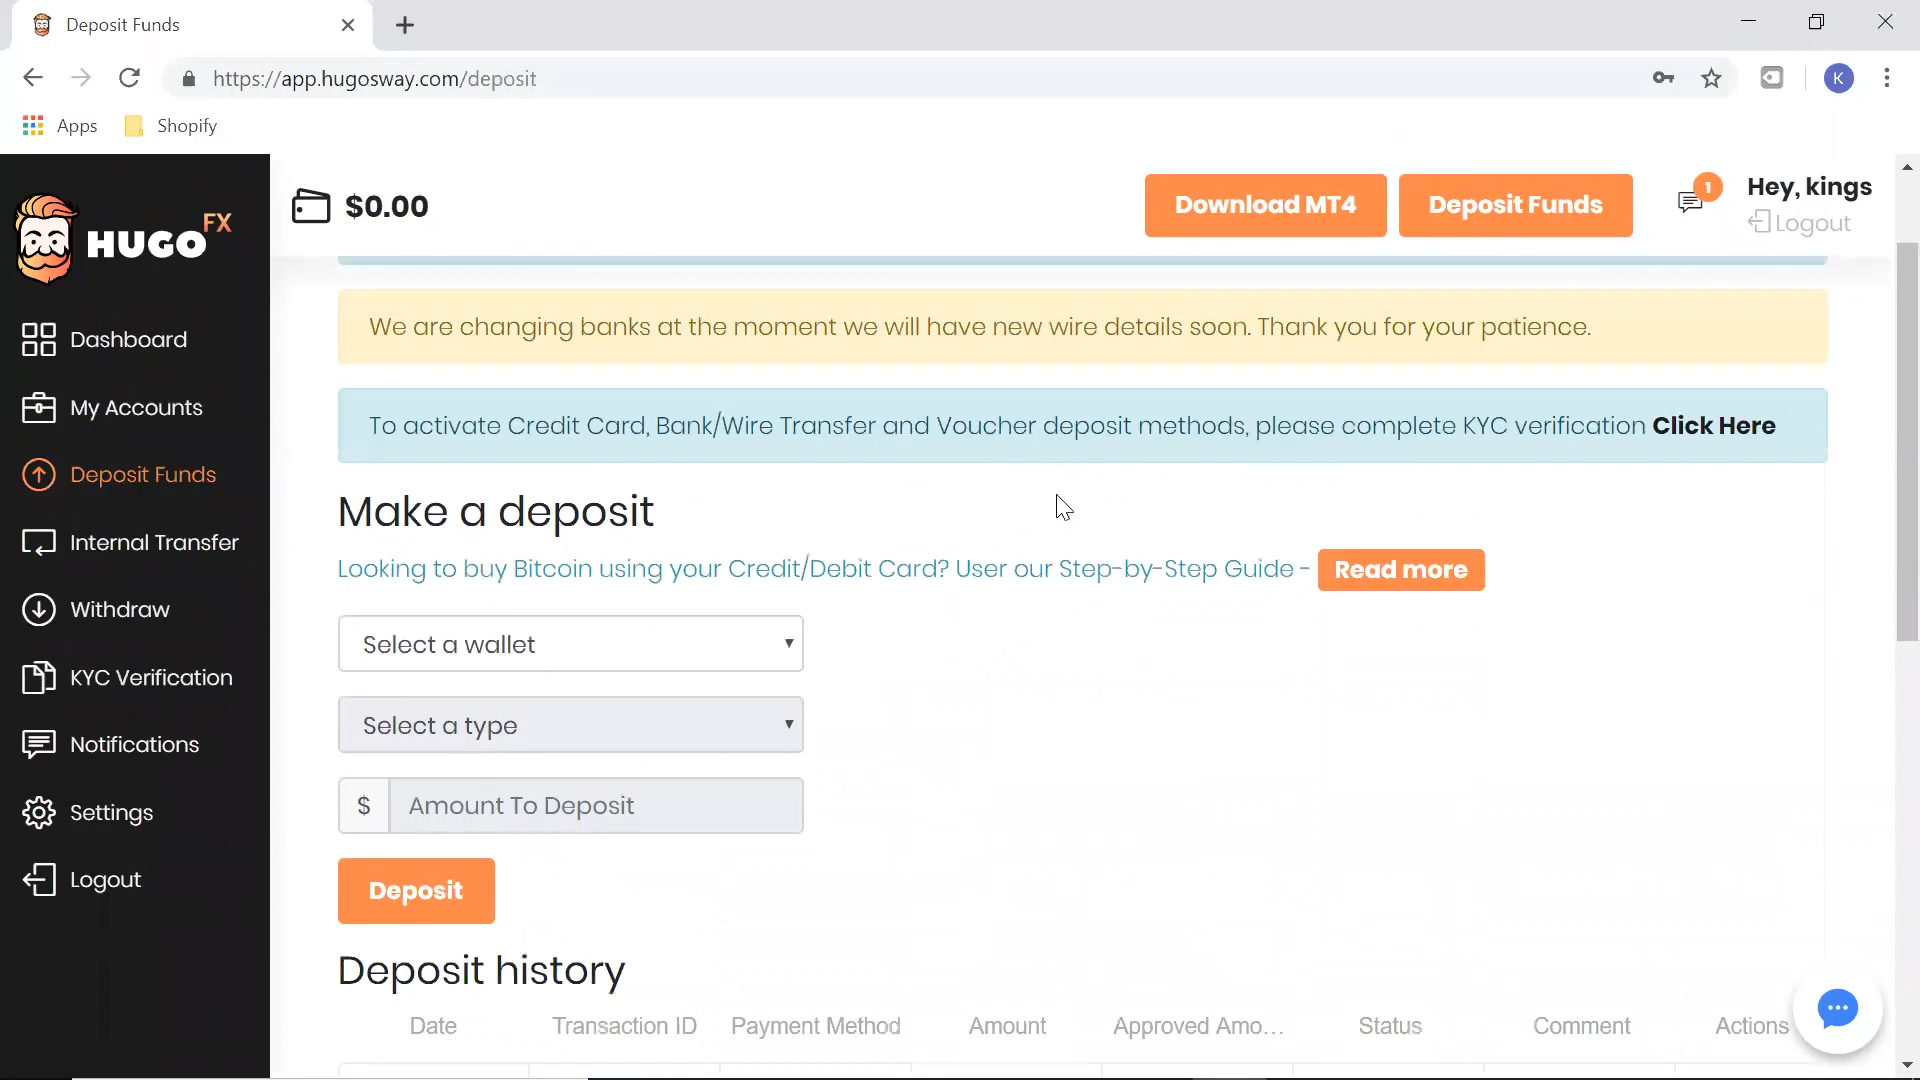 Deposit Funds
https://app.hugosway.com/deposit
K
Apps
Shopify
HUGO FX
$0.00
Download MT4
Deposit Funds
1
Hey, kings
Logout
Dashboard
My Accounts
Deposit Funds
Internal Transfer
Withdraw
KYC Verification
Notifications
Settings
Logout
We are changing banks at the moment we will have new wire details soon. Thank you for your patience.
To activate Credit Card, Bank/Wire Transfer and Voucher deposit methods, please complete KYC verification Click Here
Make a deposit
Looking to buy Bitcoin using your Credit/Debit Card? User our Step-by-Step Guide - Read more
Select a wallet
Select a type
$ Amount To Deposit
Deposit
Deposit history
Date Transaction ID Payment Method Amount Approved Amo... Status Comment Actions